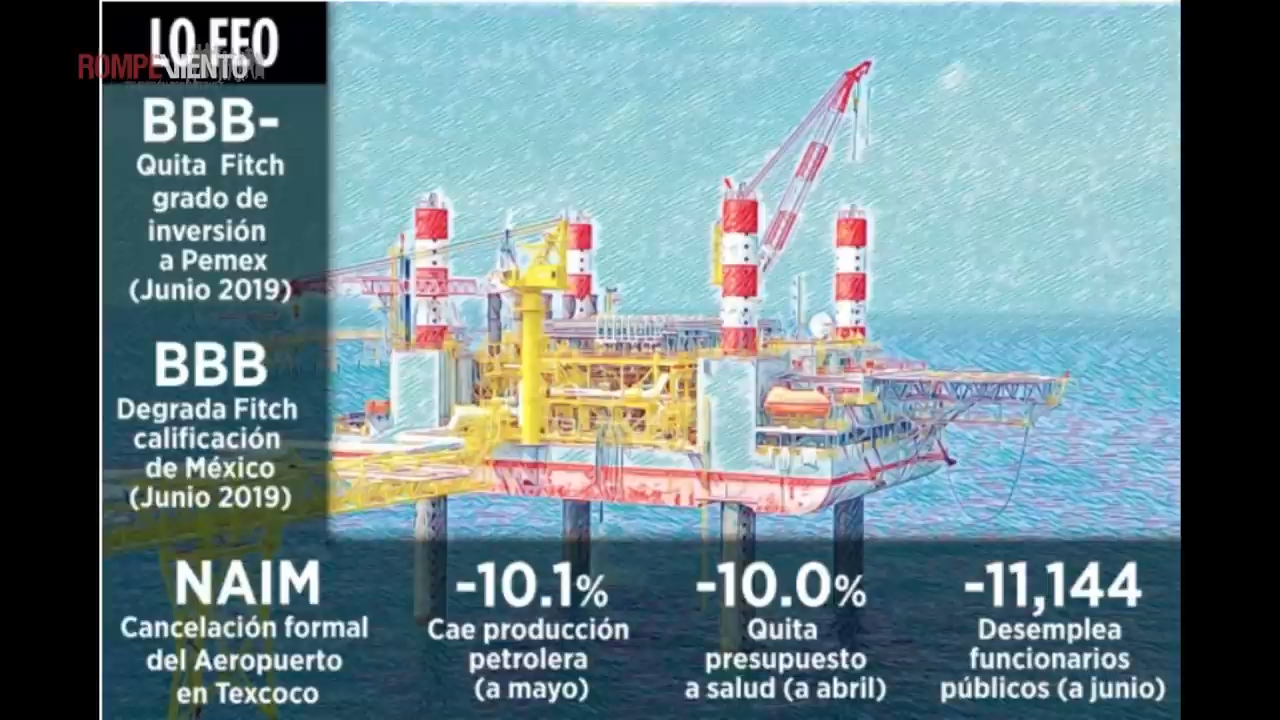 LO FEO
ROMPEVIENTO
BBB-
Quita Fitch
grado de
inversión
a Pemex
(Junio 2019)
BBB
Degrada Fitch
calificación
de México
(Junio 2019)
NAIM
Cancelación formal
del Aeropuerto
en Texcoco
-10.1%
Cae producción
petrolera
(a mayo)
-10.0%
Quita
presupuesto
a salud (a abril)
-11,144
Desemplea
funcionarios
públicos (a junio)